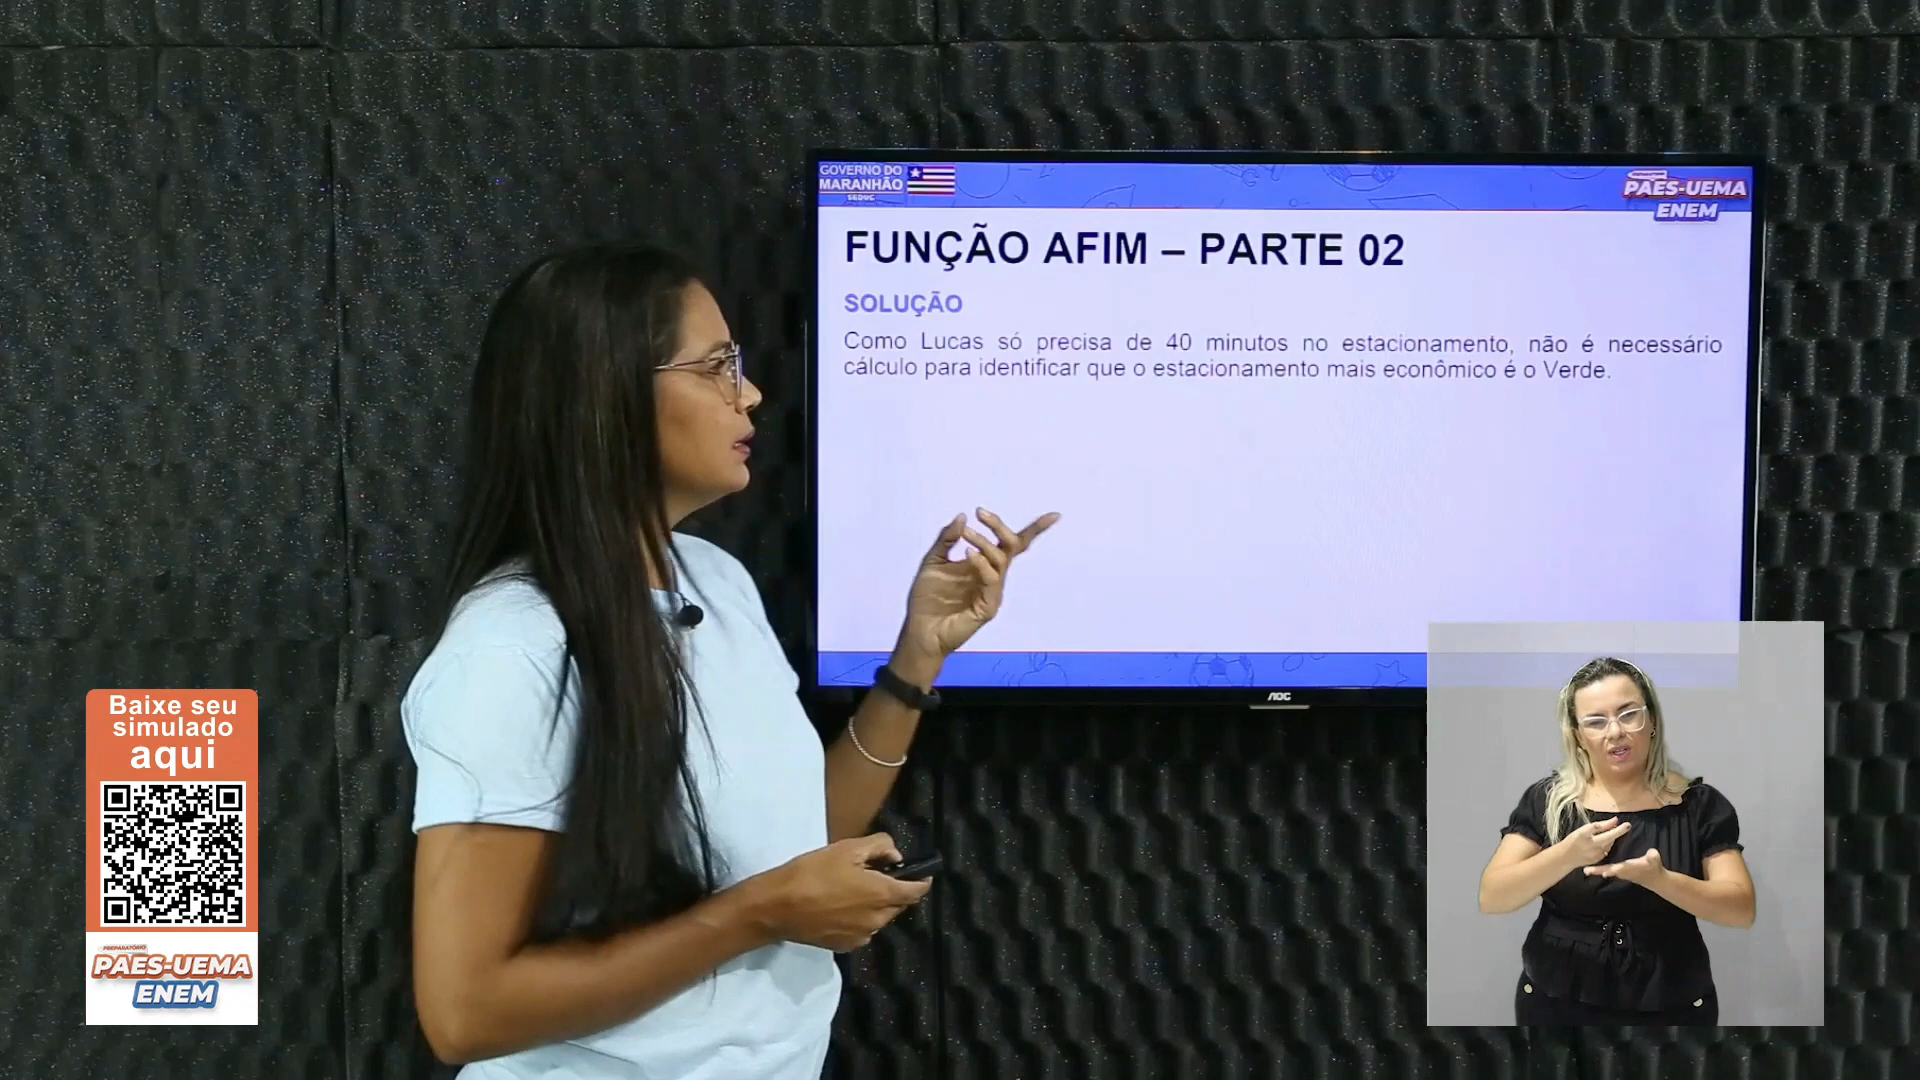 GOVERNO DO
MARANHÃO
SEDUC
PAES-UEMA
ENEM
FUNÇÃO AFIM – PARTE 02
SOLUÇÃO
Como Lucas só precisa de 40 minutos no estacionamento, não é necessário
cálculo para identificar que o estacionamento mais econômico é o Verde.
AOC
Baixe seu
simulado
aqui
PREPARATÓRIO
PAES-UEMA
ENEM